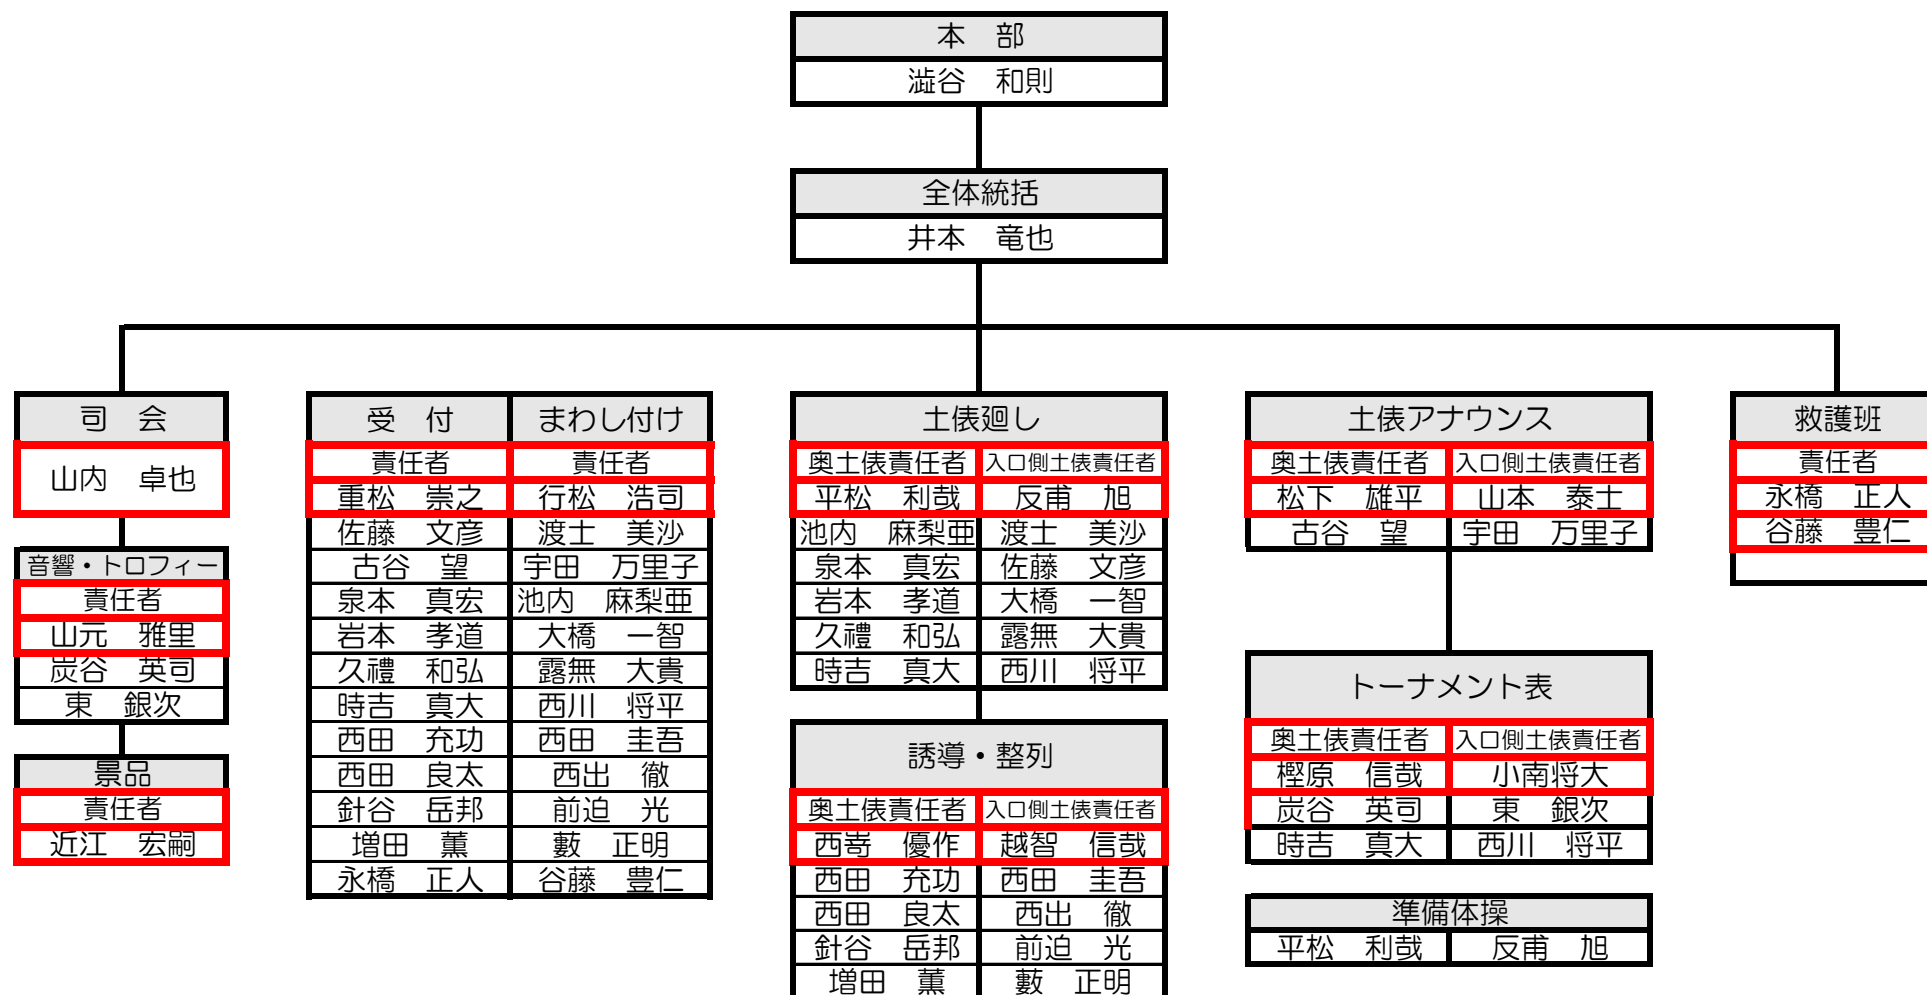 本　部
澁谷　和則
全体統括
井本　竜也
司　会
山内　卓也
音響・トロフィー
責任者
山元　雅里
炭谷　英司
東　銀次
景品
責任者
近江　宏嗣
受　付　まわし付け
責任者　責任者
重松　崇之　行松　浩司
佐藤　文彦　渡士　美沙
古谷　望　宇田　万里子
泉本　真宏　池内　麻梨亜
岩本　孝道　大橋　一智
久禮　和弘　露無　大貴
時吉　真大　西川　将平
西田　充功　西田　圭吾
西田　良太　西出　徹
針谷　岳邦　前迫　光
増田　薫　藪　正明
永橋　正人　谷藤　豊仁
土俵廻し
奥土俵責任者　入口側土俵責任者
平松　利哉　反甫　旭
池内　麻梨亜　渡士　美沙
泉本　真宏　佐藤　文彦
岩本　孝道　大橋　一智
久禮　和弘　露無　大貴
時吉　真大　西川　将平
誘導・整列
奥土俵責任者　入口側土俵責任者
西嵜　優作　越智　信哉
西田　充功　西田　圭吾
西田　良太　西出　徹
針谷　岳邦　前迫　光
増田　薫　藪　正明
土俵アナウンス
奥土俵責任者　入口側土俵責任者
松下　雄平　山本　泰士
古谷　望　宇田　万里子
トーナメント表
奥土俵責任者　入口側土俵責任者
樫原　信哉　小南将大
炭谷　英司　東　銀次
時吉　真大　西川　将平
準備体操
平松　利哉　反甫　旭
救護班
責任者
永橋　正人
谷藤　豊仁